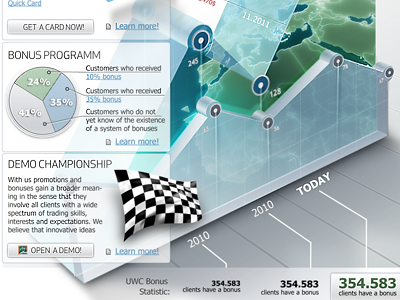 Quick Card
GET A CARD NOW!
Learn more!
BONUS PROGRAMM
24%
35%
41%
Customers who received
10% bonus
Customers who received
35% bonus
Customers who do not
yet know of the existence
of a system of bonuses
Learn more!
DEMO CHAMPIONSHIP
With us promotions and
bonuses gain a broader mean-
ing in the sense that they
involve all clients with a wide
spectrum of trading skills,
interests and expectations. We
believe that innovative ideas
OPEN A DEMO!
Learn more!
11.2011
245
128
TODAY
2010
2010
UWC Bonus
Statistic:
354.583
clients have a bonus
354.583
clients have a bonus
354.583
clients have a bonus